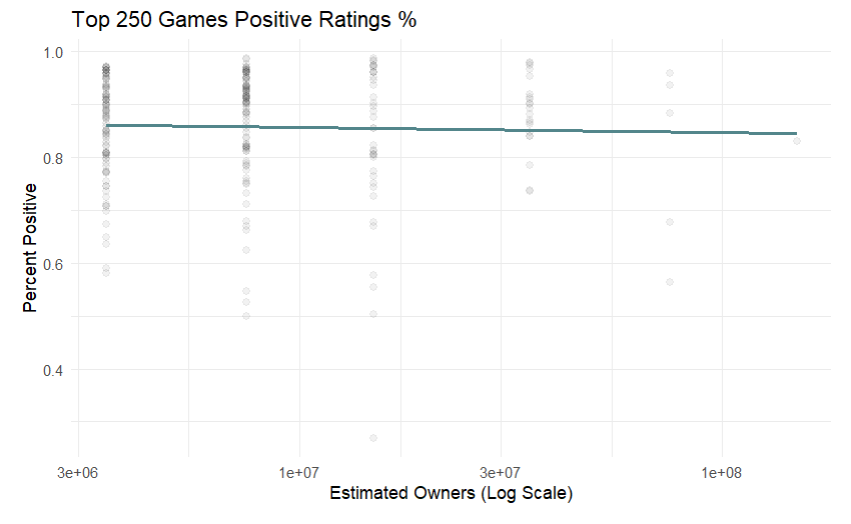 Top 250 Games Positive Ratings %
1.0
0.8
0.6
0.4
Percent Positive
3e+06 1e+07 3e+07 1e+08
Estimated Owners (Log Scale)